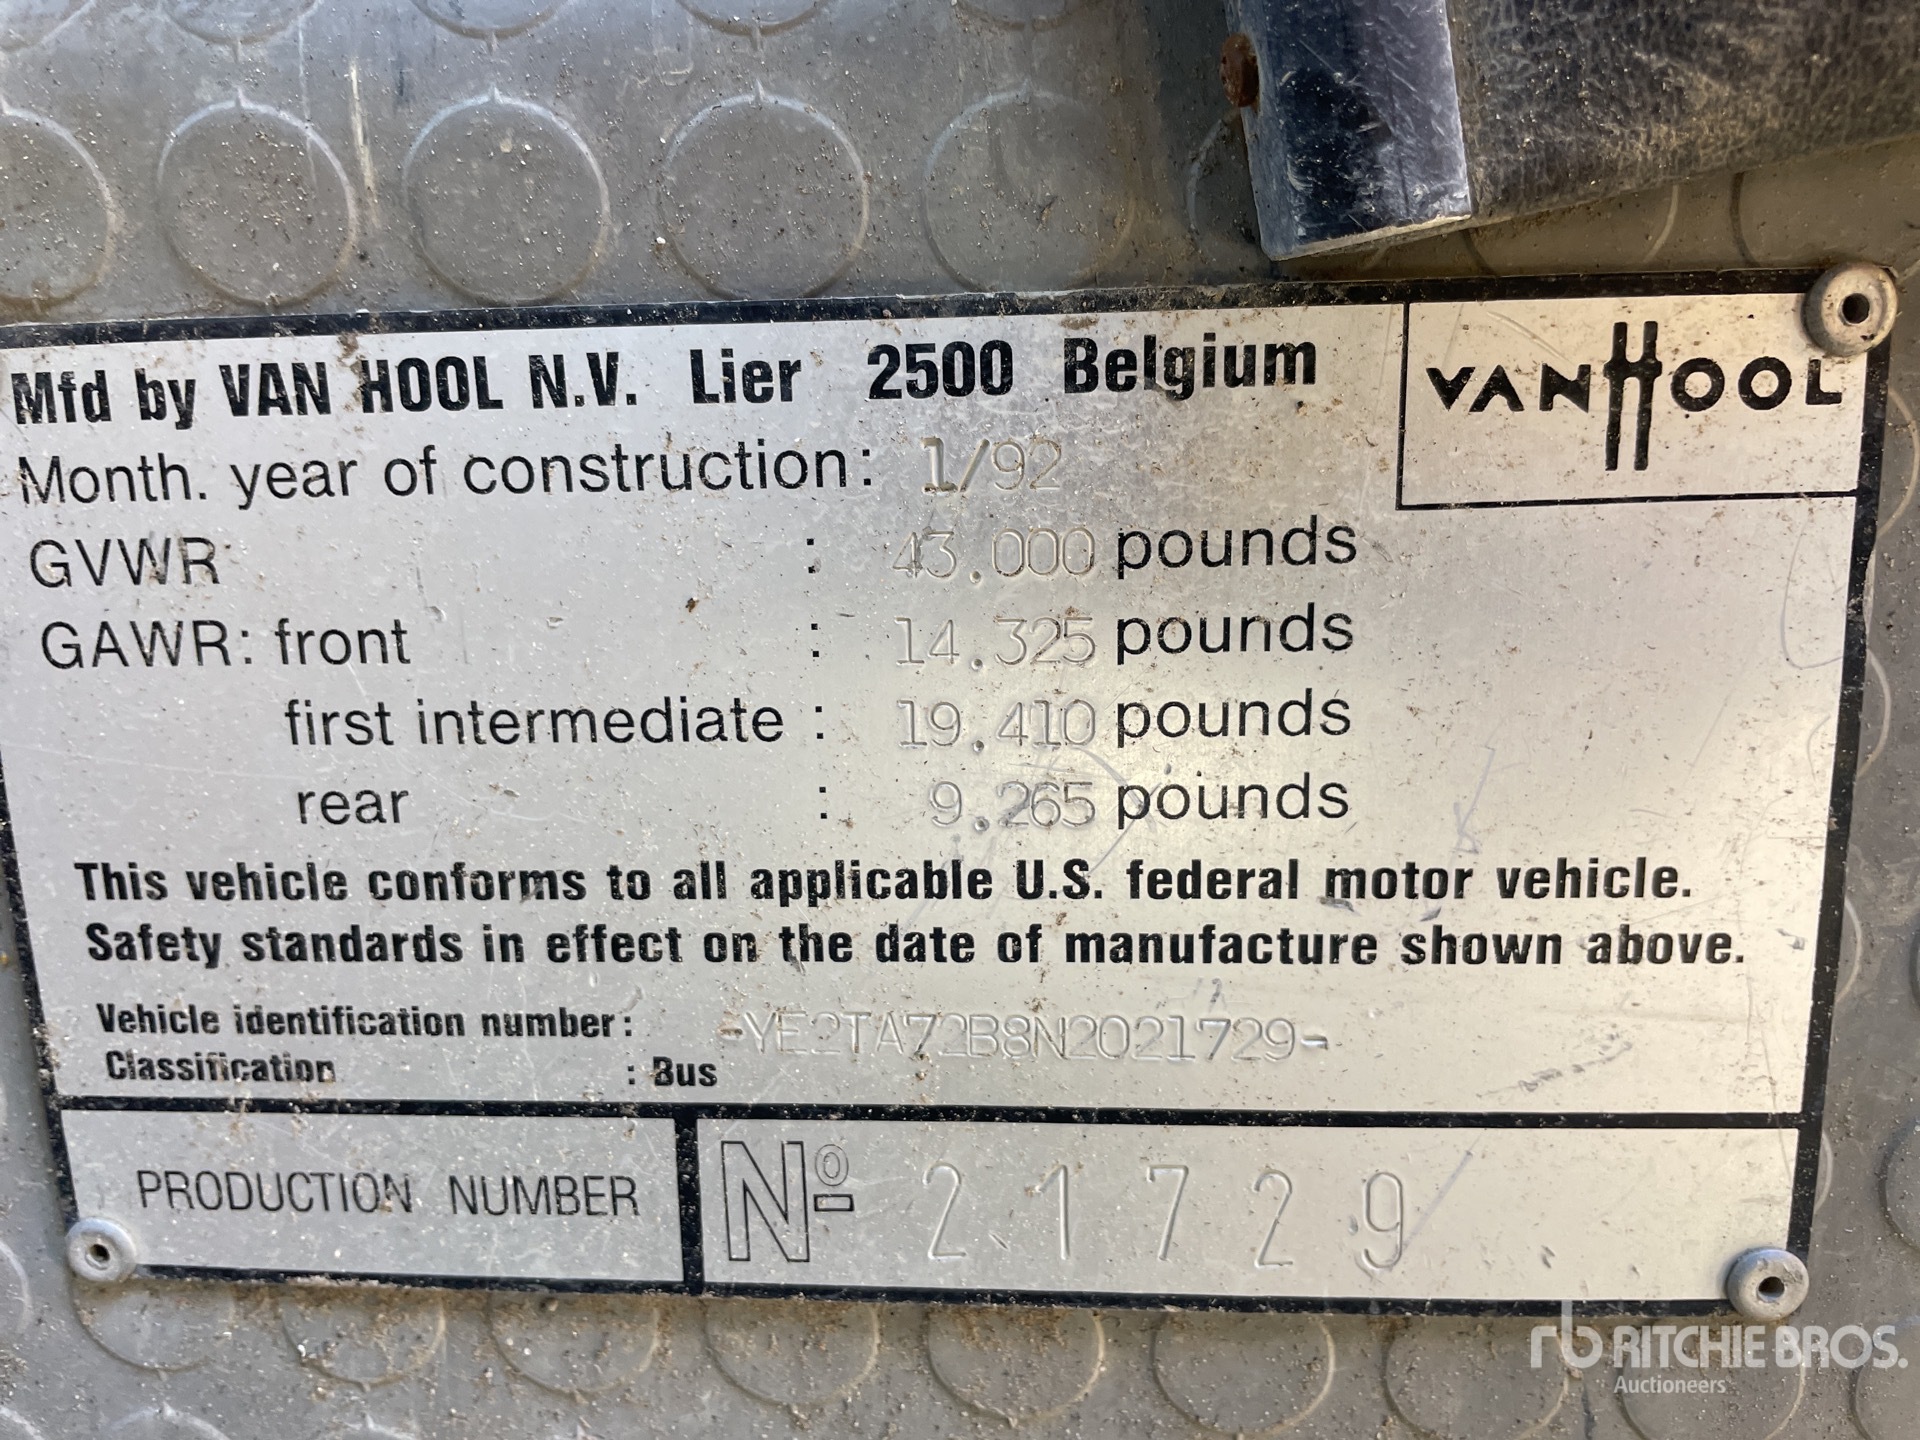 Mfd by VAN HOOL N.V. Lier 2500 Belgium
VANHOOL
Month. year of construction: 1/92
GVWR : 43.000 pounds
GAWR: front : 14.325 pounds
first intermediate : 19.410 pounds
rear : 9.265 pounds
This vehicle conforms to all applicable U.S. federal motor vehicle.
Safety standards in effect on the date of manufacture shown above.
Vehicle identification number: -YE2TA72B8N2021729-
Classification : Bus
PRODUCTION NUMBER Nº 21729
rb RITCHIE BROS.
Auctioneers